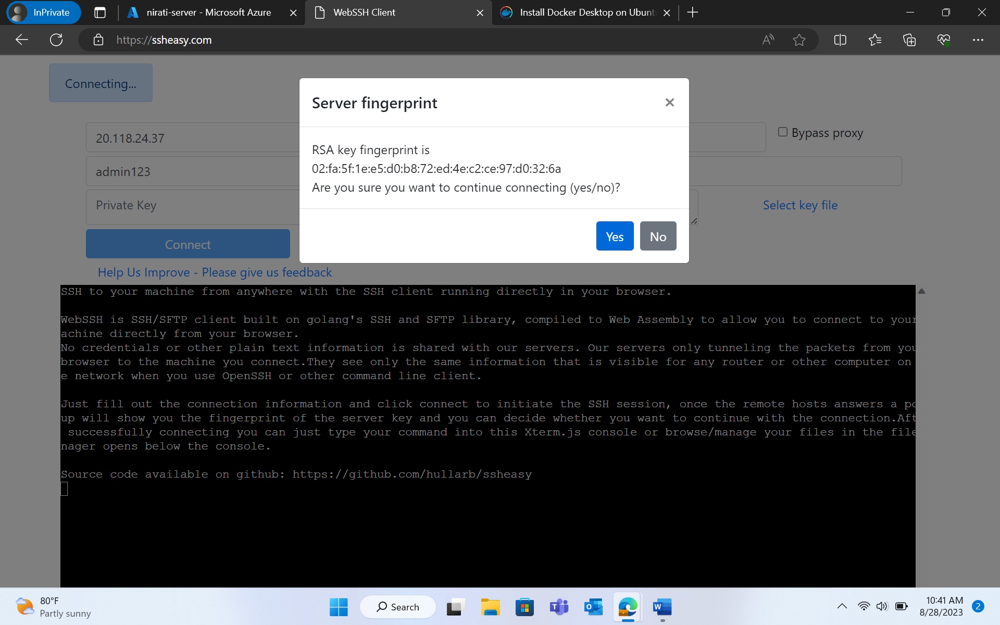 InPrivate
nirati-server - Microsoft Azure
WebSSH Client
Install Docker Desktop on Ubunt
https://ssheasy.com
Connecting...
20.118.24.37
Bypass proxy
admin123
Private Key
Select key file
Connect
Help Us Improve - Please give us feedback
Server fingerprint
RSA key fingerprint is
02:fa:5f:1e:e5:d0:b8:72:ed:4e:c2:ce:97:d0:32:6a
Are you sure you want to continue connecting (yes/no)?
Yes
No
SSH to your machine from anywhere with the SSH client running directly in your browser.
WebSSH is SSH/SFTP client built on golang's SSH and SFTP library, compiled to Web Assembly to allow you to connect to your
achine directly from your browser.
No credentials or other plain text information is shared with our servers. Our servers only tunneling the packets from you
browser to the machine you connect.They see only the same information that is visible for any router or other computer on
e network when you use OpenSSH or other command line client.
Just fill out the connection information and click connect to initiate the SSH session, once the remote hosts answers a po
up will show you the fingerprint of the server key and you can decide whether you want to continue with the connection.Aft
successfully connecting you can just type your command into this Xterm.js console or browse/manage your files in the file
nager opens below the console.
Source code available on github: https://github.com/hullarb/ssheasy
80°F
Partly sunny
Search
10:41 AM
8/28/2023
2